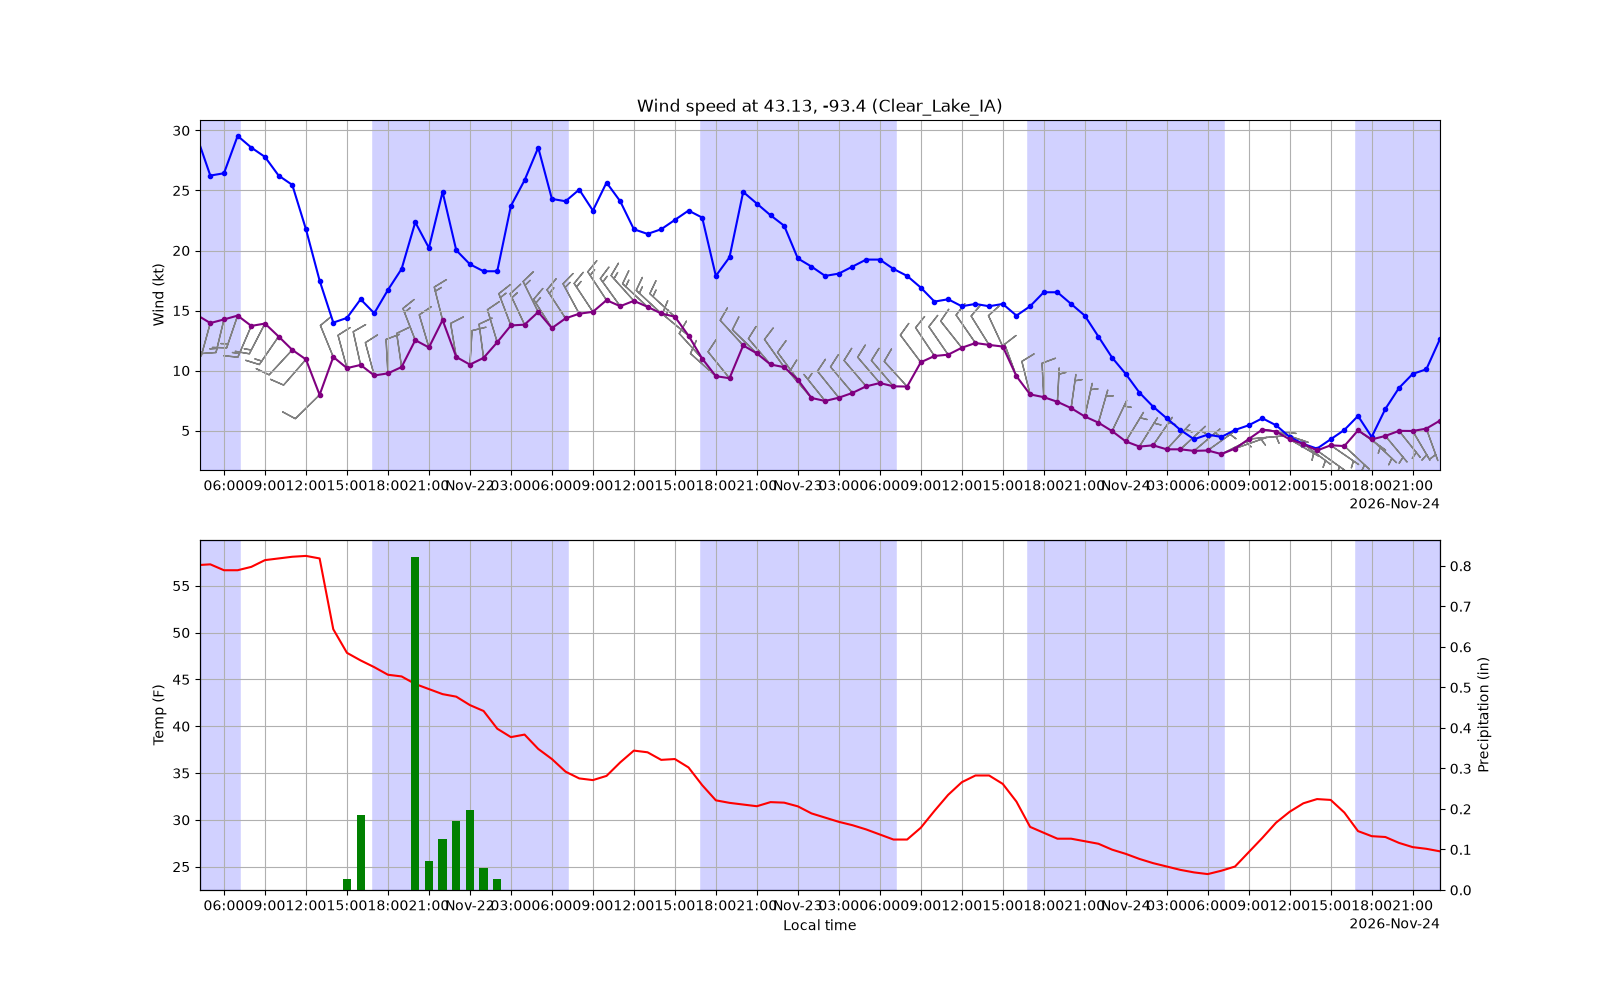 Wind speed at 43.13, -93.4 (Clear_Lake_IA)
30
25
20
15
10
5
Wind (kt)
06:00 09:00 12:00 15:00 18:00 21:00 Nov-22 03:00 06:00 09:00 12:00 15:00 18:00 21:00 Nov-23 03:00 06:00 09:00 12:00 15:00 18:00 21:00 Nov-24 03:00 06:00 09:00 12:00 15:00 18:00 21:00
2026-Nov-24
55
50
45
40
35
30
25
Temp (F)
0.8
0.7
0.6
0.5
0.4
0.3
0.2
0.1
0.0
Precipitation (in)
06:00 09:00 12:00 15:00 18:00 21:00 Nov-22 03:00 06:00 09:00 12:00 15:00 18:00 21:00 Nov-23 03:00 06:00 09:00 12:00 15:00 18:00 21:00 Nov-24 03:00 06:00 09:00 12:00 15:00 18:00 21:00
Local time
2026-Nov-24